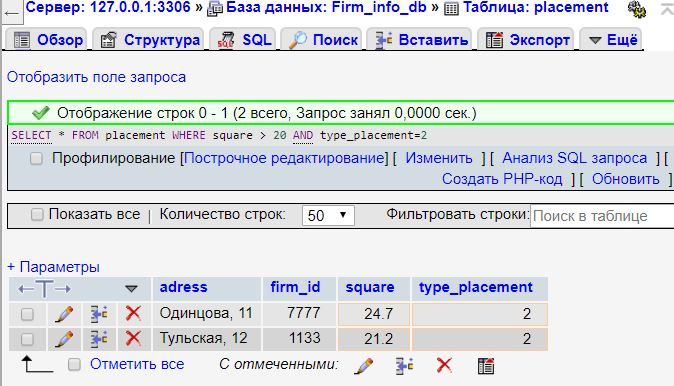 Сервер: 127.0.0.1:3306 » База данных: Firm_info_db » Таблица: placement
Обзор Структура SQL Поиск Вставить Экспорт Ещё
Отобразить поле запроса
Отображение строк 0 - 1 (2 всего, Запрос занял 0,0000 сек.)
SELECT * FROM placement WHERE square > 20 AND type_placement=2
Профилирование [Построчное редактирование] [ Изменить ] [ Анализ SQL запроса ] [
Создать PHP-код ] [ Обновить ]
Показать все | Количество строк: 50 Фильтровать строки: Поиск в таблице
+ Параметры
←T→ adress firm_id square type_placement
Одинцова, 11 7777 24.7 2
Тульская, 12 1133 21.2 2
Отметить все С отмеченными: